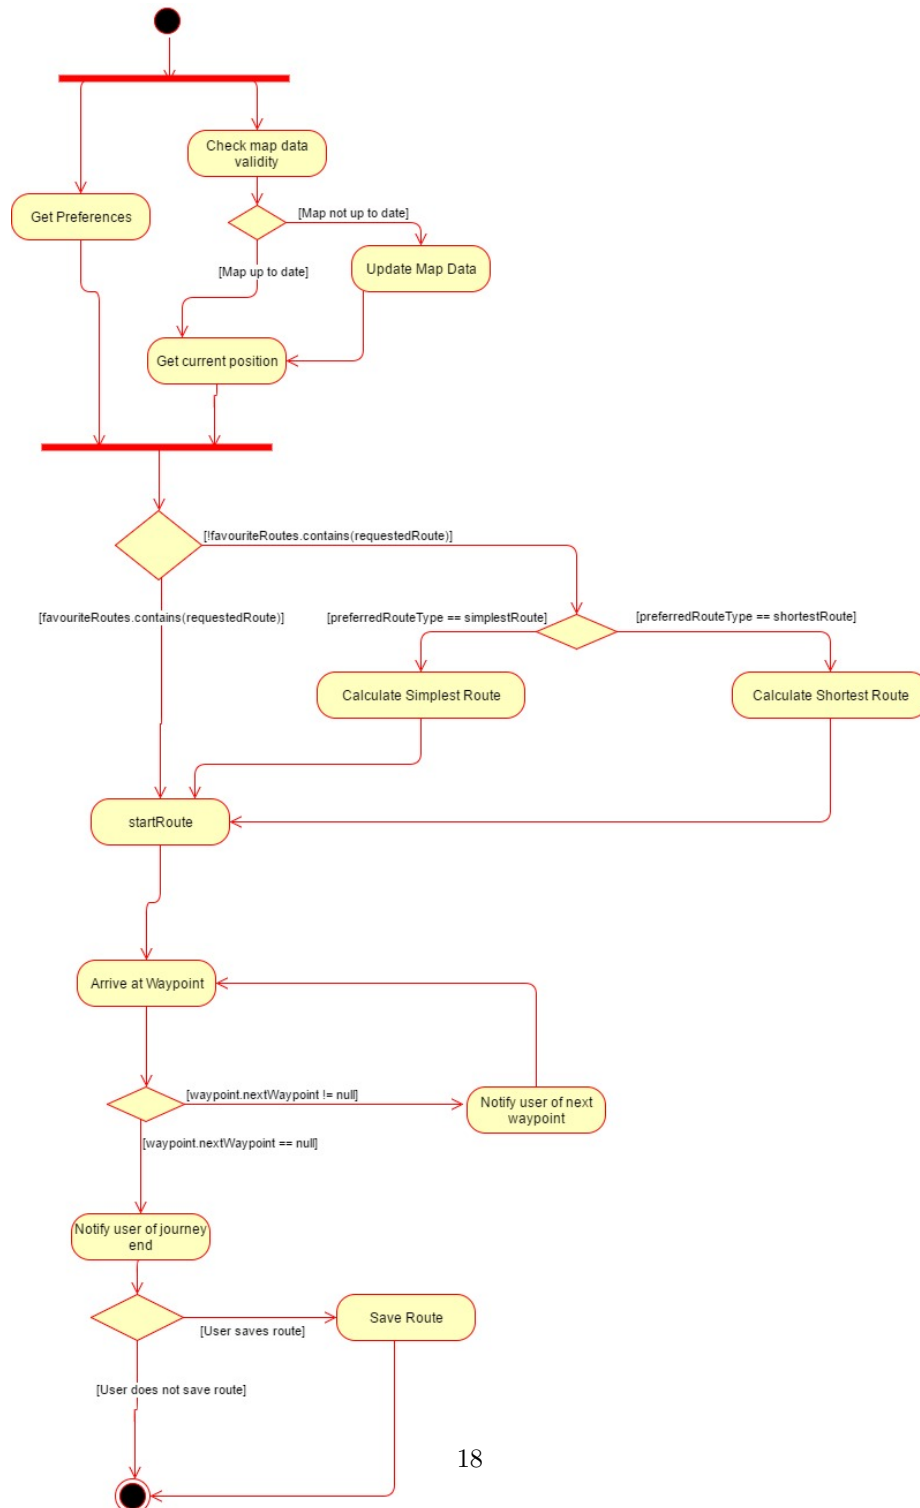 Check map data
validity
[Map not up to date]
Get Preferences
[Map up to date]
Update Map Data
Get current position
[!favouriteRoutes.contains(requestedRoute)]
[favouriteRoutes.contains(requestedRoute)]
[preferredRouteType == simplestRoute]
[preferredRouteType == shortestRoute]
Calculate Simplest Route
Calculate Shortest Route
startRoute
Arrive at Waypoint
[waypoint.nextWaypoint != null]
Notify user of next
waypoint
[waypoint.nextWaypoint == null]
Notify user of journey
end
[User saves route]
Save Route
[User does not save route]
18